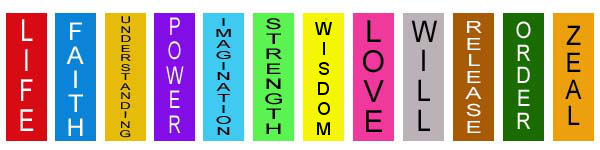 LIFE
FAITH
UNDERSTANDING
POWER
IMAGINATION
STRENGTH
WISDOM
LOVE
WILL
RELEASE
ORDER
ZEAL